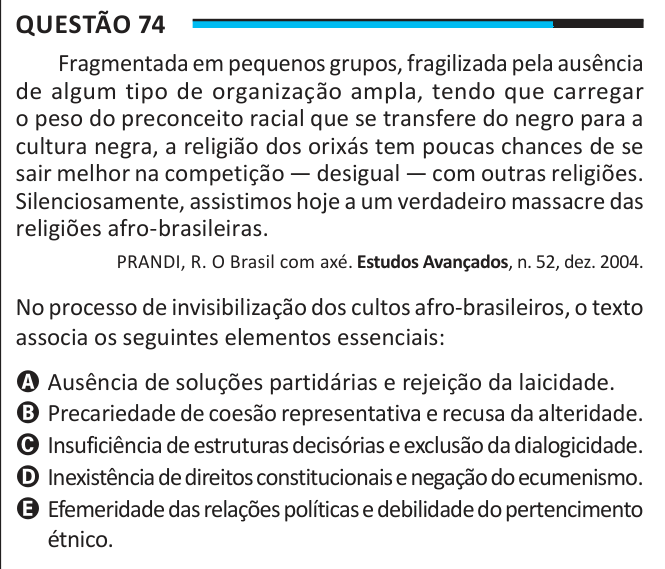 QUESTÃO 74
Fragmentada em pequenos grupos, fragilizada pela ausência
de algum tipo de organização ampla, tendo que carregar
o peso do preconceito racial que se transfere do negro para a
cultura negra, a religião dos orixás tem poucas chances de se
sair melhor na competição — desigual — com outras religiões.
Silenciosamente, assistimos hoje a um verdadeiro massacre das
religiões afro-brasileiras.
PRANDI, R. O Brasil com axé. Estudos Avançados, n. 52, dez. 2004.
No processo de invisibilização dos cultos afro-brasileiros, o texto
associa os seguintes elementos essenciais:
A Ausência de soluções partidárias e rejeição da laicidade.
B Precariedade de coesão representativa e recusa da alteridade.
C Insuficiência de estruturas decisórias e exclusão da dialogicidade.
D Inexistência de direitos constitucionais e negação do ecumenismo.
E Efemeridade das relações políticas e debilidade do pertencimento
étnico.